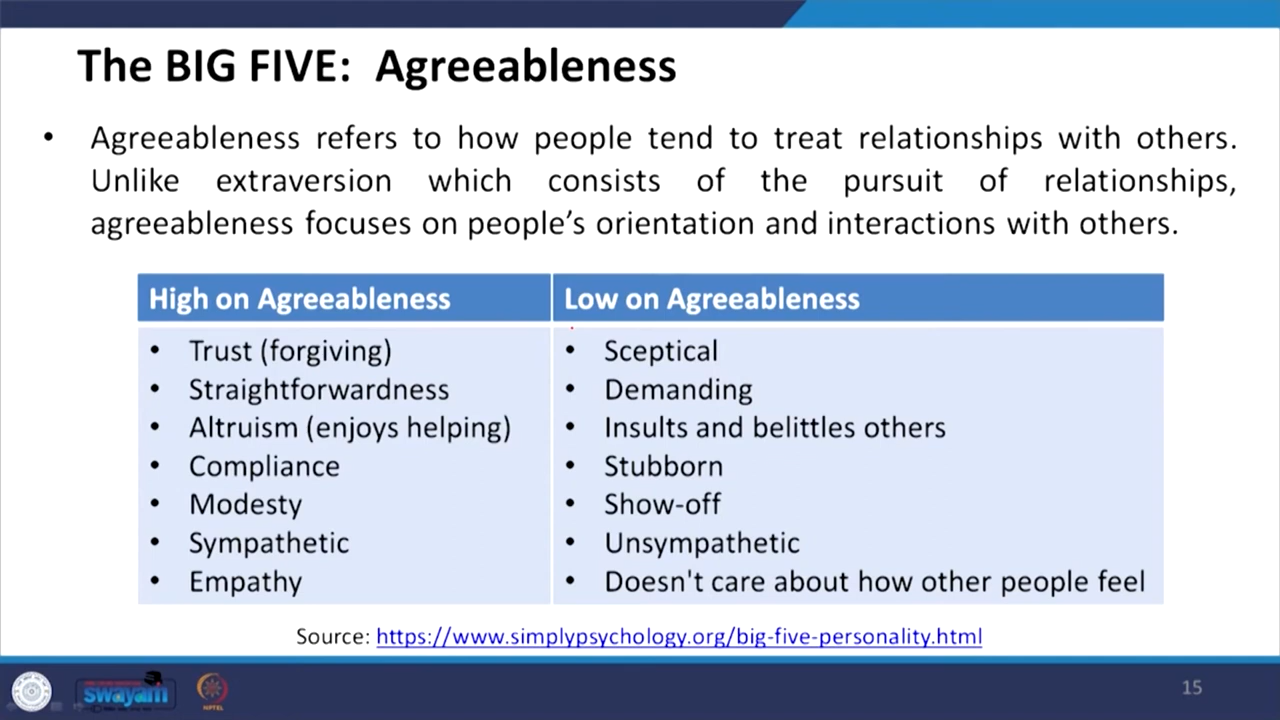 The BIG FIVE: Agreeableness
• Agreeableness refers to how people tend to treat relationships with others.
Unlike extraversion which consists of the pursuit of relationships,
agreeableness focuses on people's orientation and interactions with others.
High on Agreeableness
• Trust (forgiving)
• Straightforwardness
• Altruism (enjoys helping)
• Compliance
• Modesty
• Sympathetic
• Empathy
Low on Agreeableness
• Sceptical
• Demanding
• Insults and belittles others
• Stubborn
• Show-off
• Unsympathetic
• Doesn't care about how other people feel
Source: https://www.simplypsychology.org/big-five-personality.html
swayam
NPTEL
15